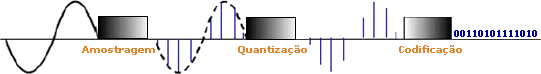 00110101111010
Amostragem
Quantização
Codificação